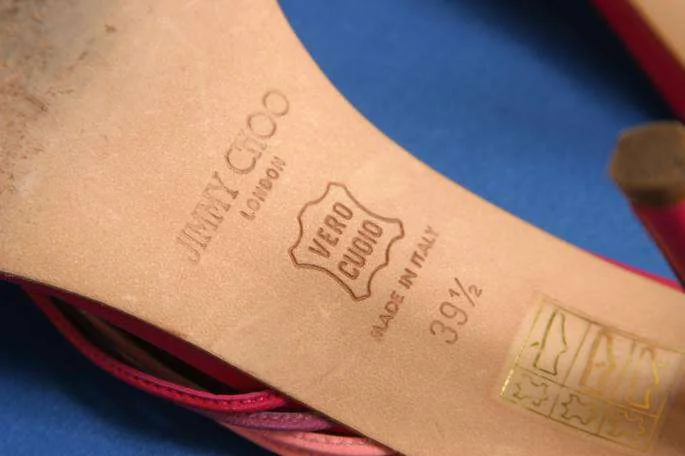 JIMMY CHOO
LONDON
VERO
CUOIO
MADE IN ITALY
39½